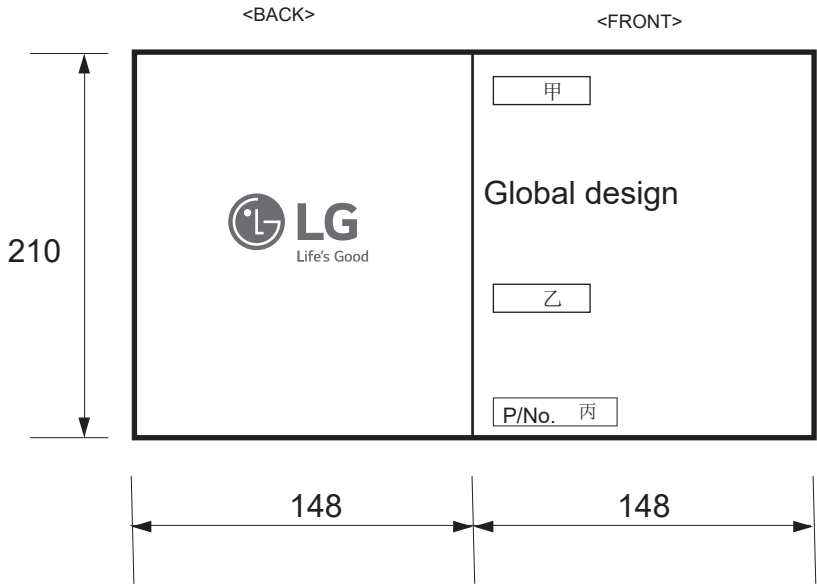 <BACK>
<FRONT>
甲
Global design
LG
Life's Good
210
乙
P/No. 丙
148
148